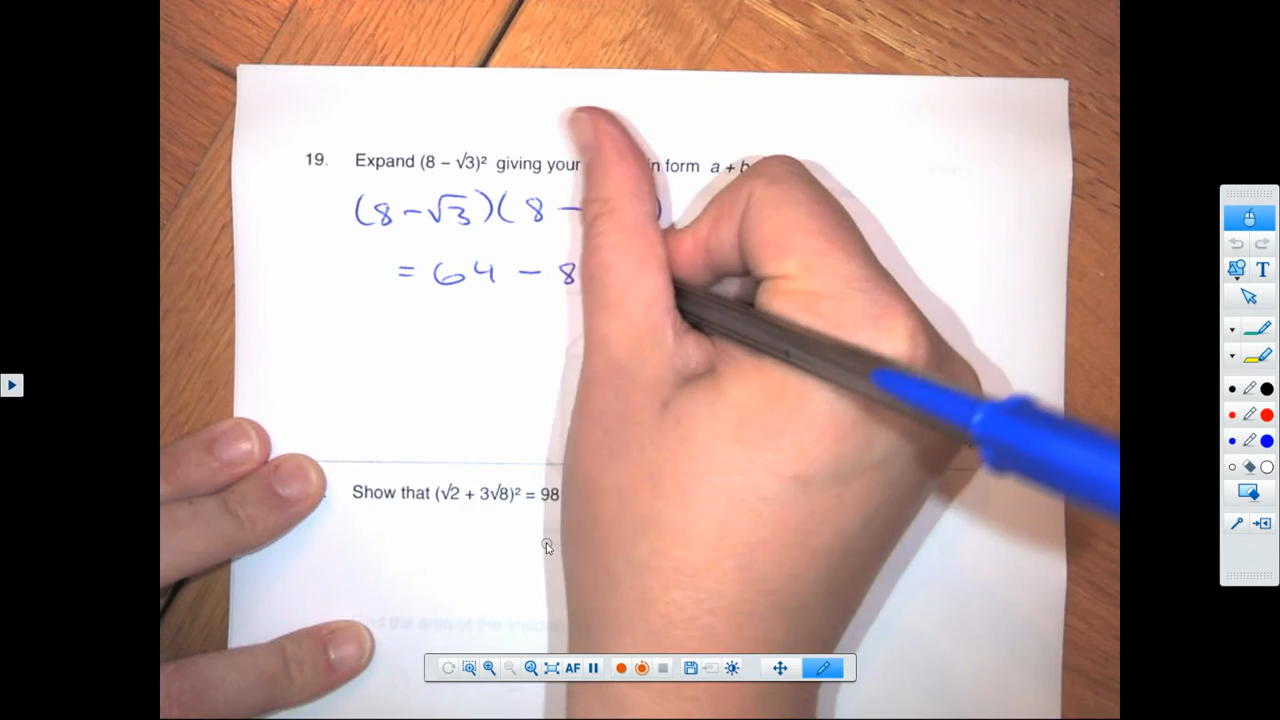 19. Expand (8 − √3)² giving your in form a + b
(8 − √3)(8 −
= 64 − 8
Show that (√2 + 3√8)² = 98
T
AF